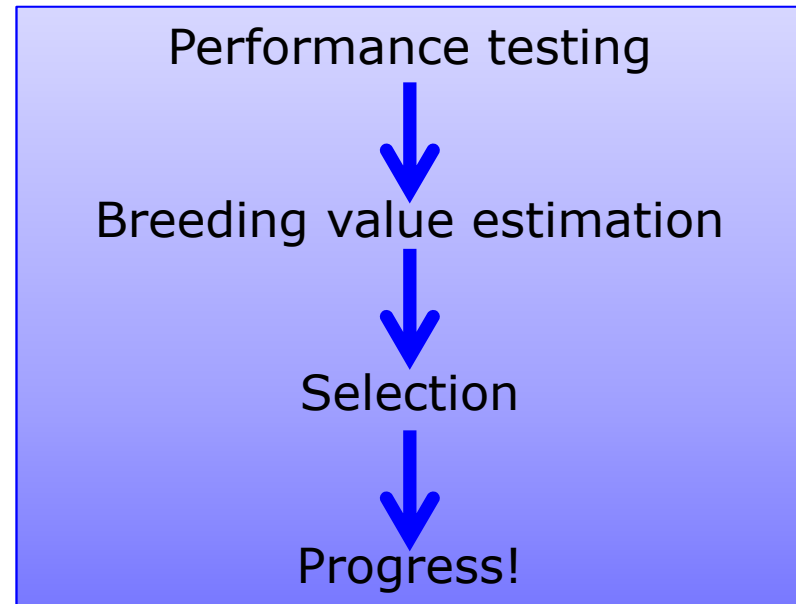 Performance testing
Breeding value estimation
Selection
Progress!